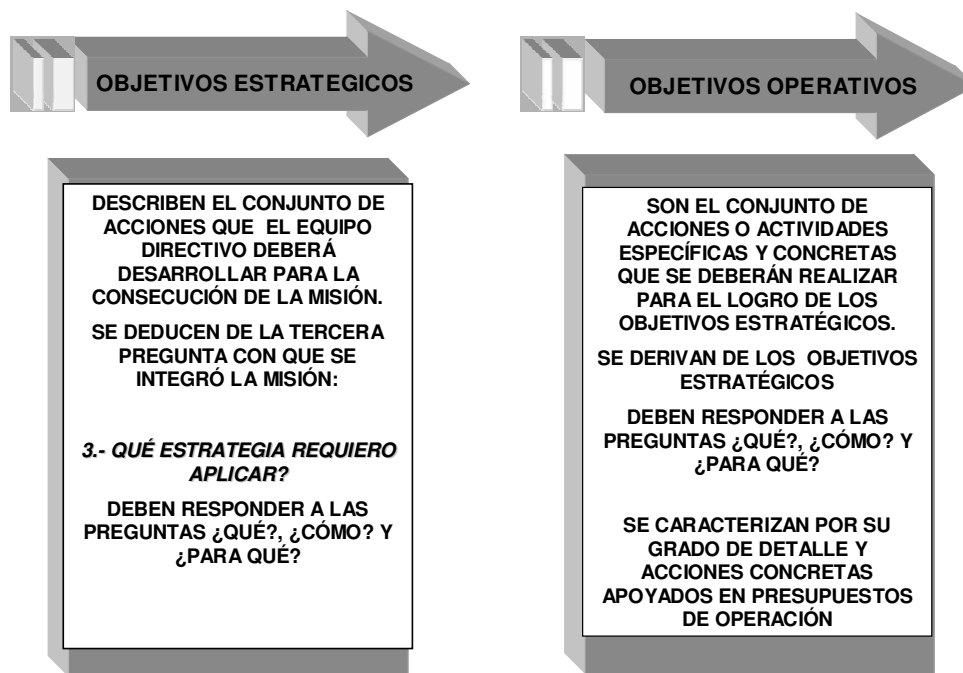 OBJETIVOS ESTRATEGICOS
DESCRIBEN EL CONJUNTO DE
ACCIONES QUE EL EQUIPO
DIRECTIVO DEBERÁ
DESARROLLAR PARA LA
CONSECUCIÓN DE LA MISIÓN.
SE DEDUCEN DE LA TERCERA
PREGUNTA CON QUE SE
INTEGRÓ LA MISIÓN:
3.- QUÉ ESTRATEGIA REQUIERO
APLICAR?
DEBEN RESPONDER A LAS
PREGUNTAS ¿QUÉ?, ¿CÓMO? Y
¿PARA QUÉ?
OBJETIVOS OPERATIVOS
SON EL CONJUNTO DE
ACCIONES O ACTIVIDADES
ESPECÍFICAS Y CONCRETAS
QUE SE DEBERÁN REALIZAR
PARA EL LOGRO DE LOS
OBJETIVOS ESTRATÉGICOS.
SE DERIVAN DE LOS OBJETIVOS
ESTRATÉGICOS
DEBEN RESPONDER A LAS
PREGUNTAS ¿QUÉ?, ¿CÓMO? Y
¿PARA QUÉ?
SE CARACTERIZAN POR SU
GRADO DE DETALLE Y
ACCIONES CONCRETAS
APOYADOS EN PRESUPUESTOS
DE OPERACIÓN